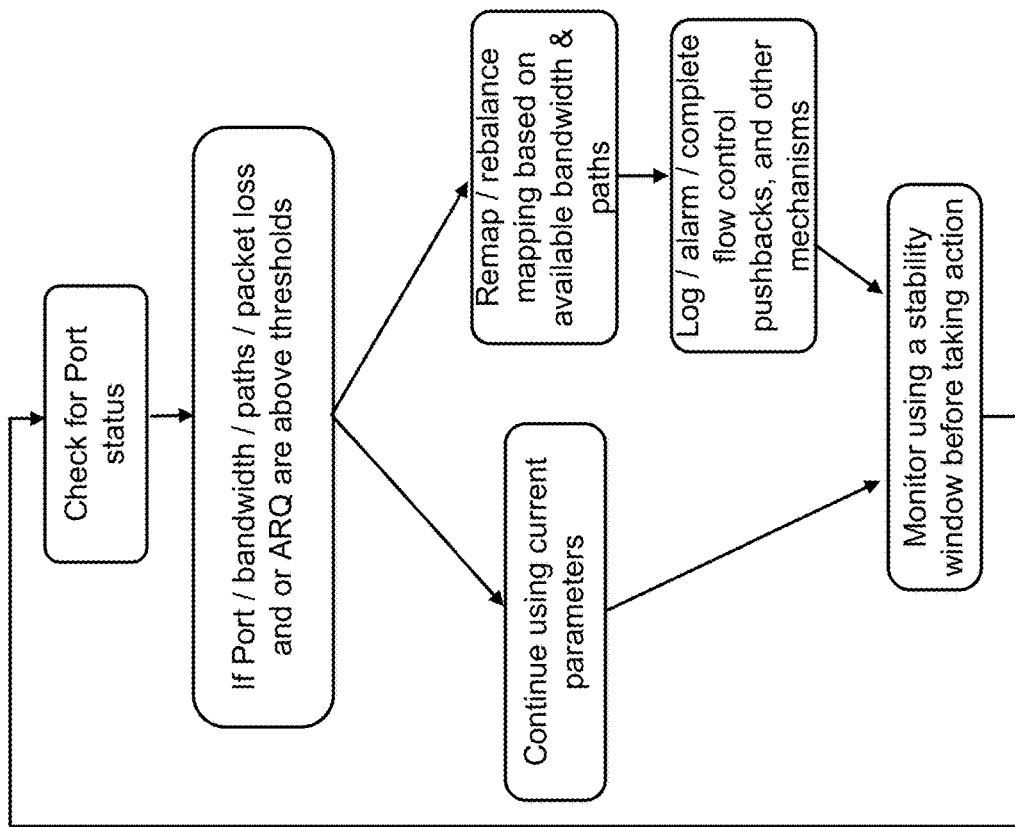 Check for Port
status
If Port / bandwidth / paths / packet loss
and or ARQ are above thresholds
Continue using current
parameters
Remap / rebalance
mapping based on
available bandwidth &
paths
Log / alarm / complete
flow control
pushbacks, and other
mechanisms
Monitor using a stability
window before taking action